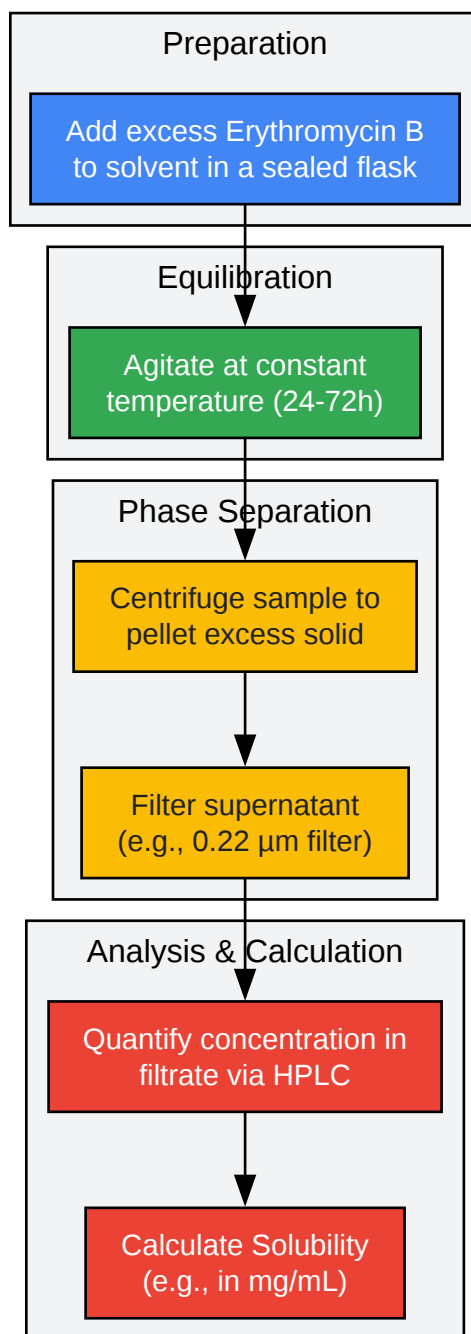 Preparation
Add excess Erythromycin B
to solvent in a sealed flask
Equilibration
Agitate at constant
temperature (24-72h)
Phase Separation
Centrifuge sample to
pellet excess solid
Filter supernatant
(e.g., 0.22 µm filter)
Analysis & Calculation
Quantify concentration in
filtrate via HPLC
Calculate Solubility
(e.g., in mg/mL)